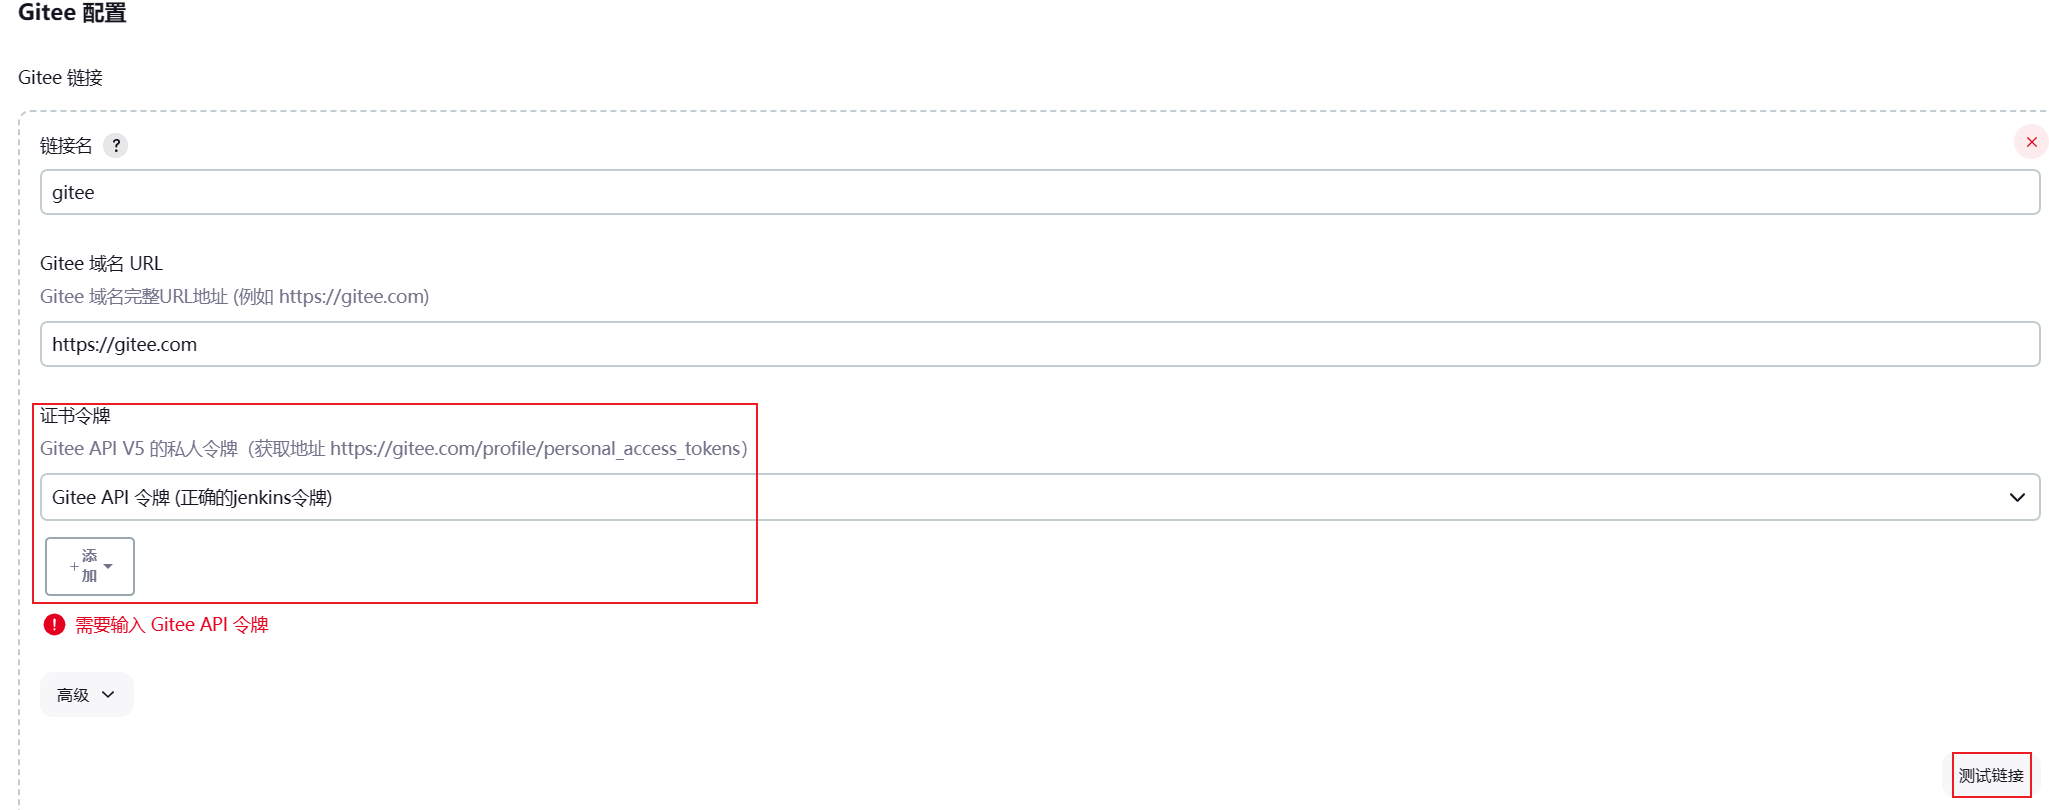 Gitee 配置
Gitee 链接
链接名 ?
gitee
Gitee 域名 URL
Gitee 域名完整URL地址 (例如 https://gitee.com)
https://gitee.com
证书令牌
Gitee API V5 的私人令牌（获取地址 https://gitee.com/profile/personal_access_tokens）
Gitee API 令牌 (正确的jenkins令牌)
+ 添
加
! 需要输入 Gitee API 令牌
高级
测试链接